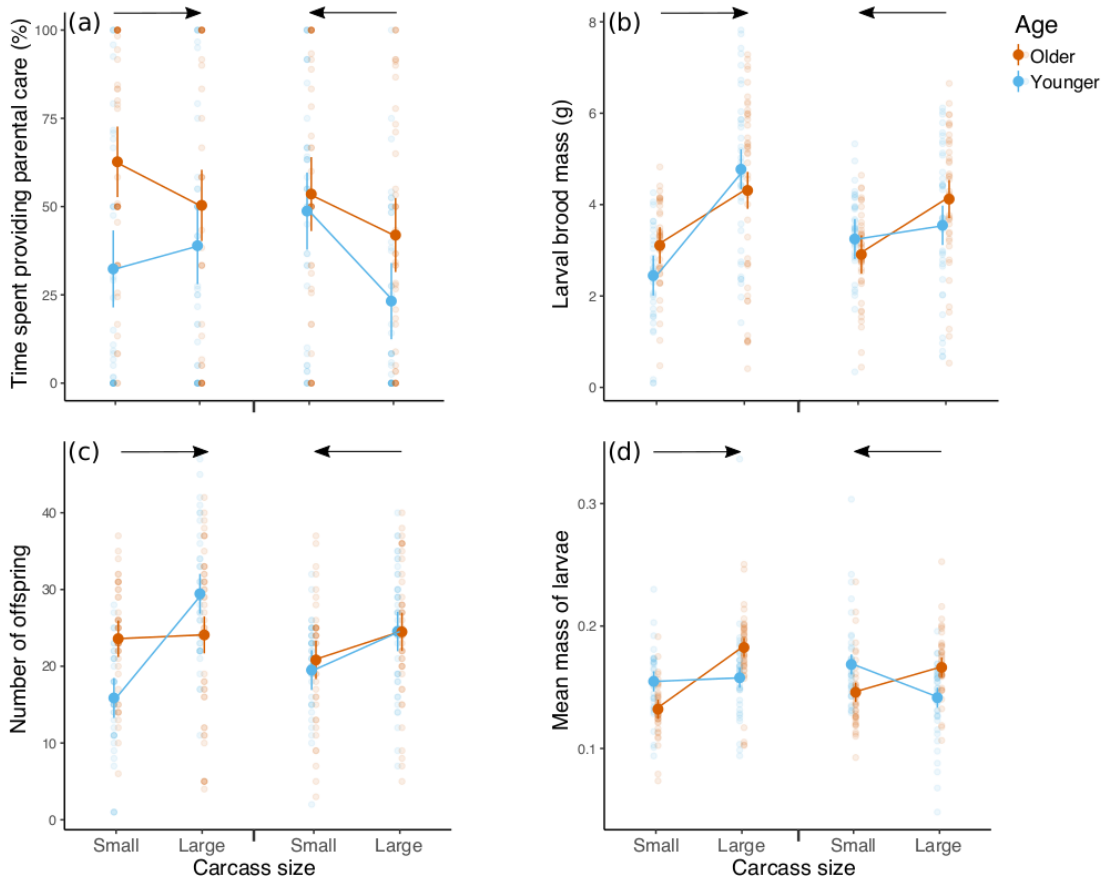 (a)
Time spent providing parental care (%)
100
75
50
25
0
(b)
Larval brood mass (g)
8
6
4
2
0
Age
Older
Younger
(c)
Number of offspring
40
30
20
10
0
Small Large Small Large
Carcass size
(d)
Mean mass of larvae
0.3
0.2
0.1
Small Large Small Large
Carcass size